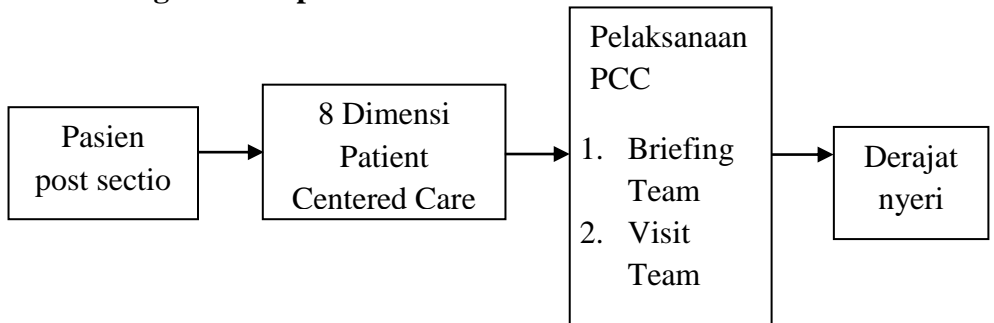 Pasien
post sectio
8 Dimensi
Patient
Centered Care
Pelaksanaan
PCC
1. Briefing
Team
2. Visit
Team
Derajat
nyeri